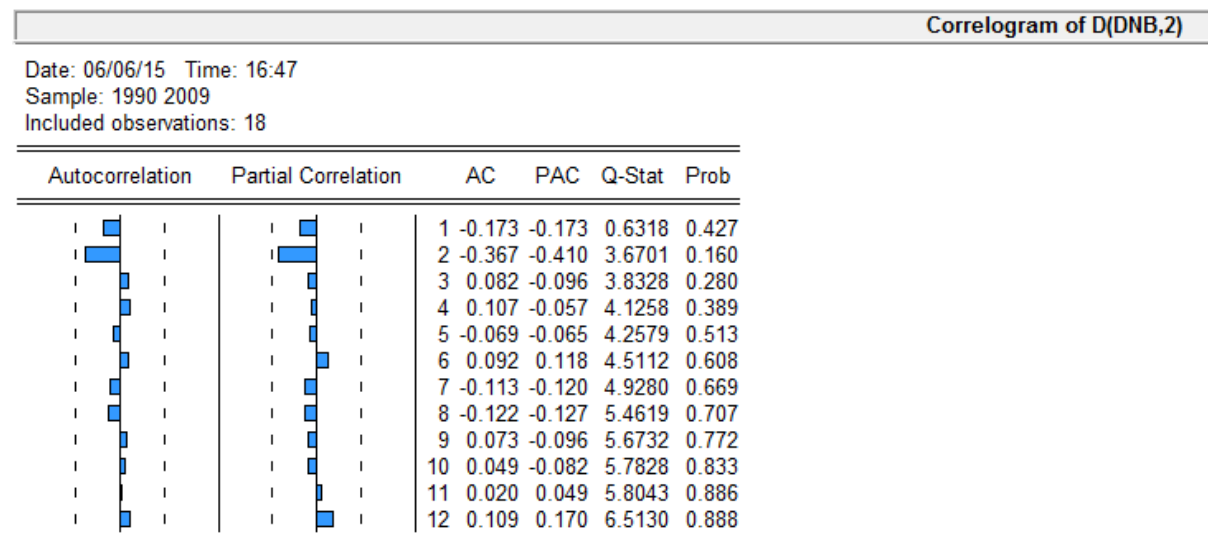 Correlogram of D(DNB,2)
Date: 06/06/15 Time: 16:47
Sample: 1990 2009
Included observations: 18
Autocorrelation Partial Correlation AC PAC Q-Stat Prob
1 -0.173 -0.173 0.6318 0.427
2 -0.367 -0.410 3.6701 0.160
3 0.082 -0.096 3.8328 0.280
4 0.107 -0.057 4.1258 0.389
5 -0.069 -0.065 4.2579 0.513
6 0.092 0.118 4.5112 0.608
7 -0.113 -0.120 4.9280 0.669
8 -0.122 -0.127 5.4619 0.707
9 0.073 -0.096 5.6732 0.772
10 0.049 -0.082 5.7828 0.833
11 0.020 0.049 5.8043 0.886
12 0.109 0.170 6.5130 0.888